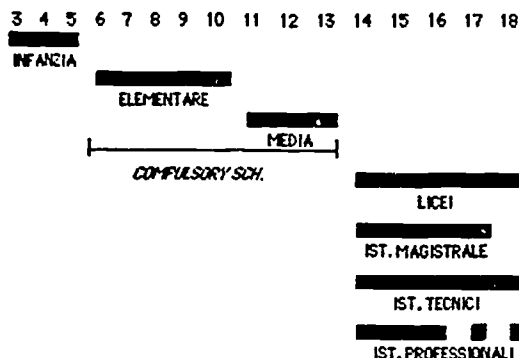 3 4 5 6 7 8 9 10 11 12 13 14 15 16 17 18
INFANZIA
ELEMENTARE
MEDIA
COMFULSORY SCH.
LICEI
IST. MAGISTRALE
IST. TECNICI
IST. PROFESSIONALI